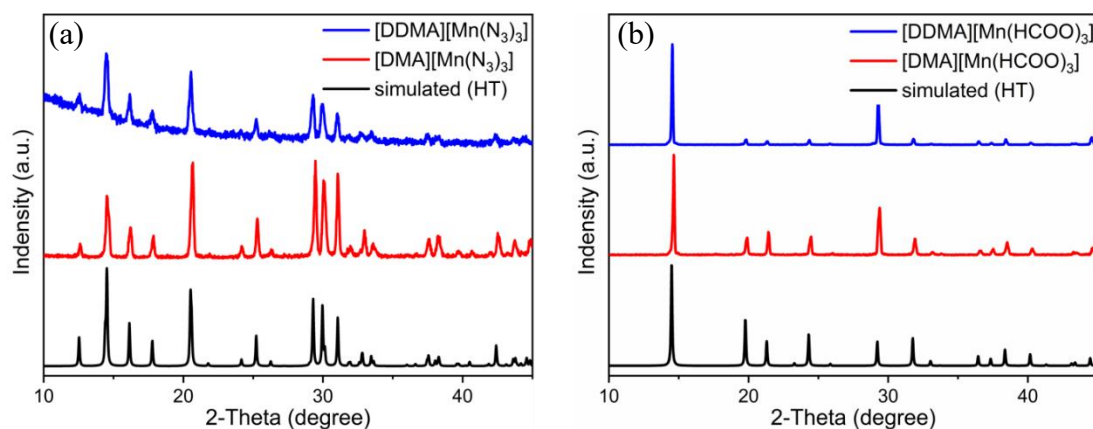 (a)
[DDMA][Mn(N₃)₃]
[DMA][Mn(N₃)₃]
simulated (HT)
Indensity (a.u.)
10 20 30 40
2-Theta (degree)
(b)
[DDMA][Mn(HCOO)₃]
[DMA][Mn(HCOO)₃]
simulated (HT)
Indensity (a.u.)
10 20 30 40
2-Theta (degree)